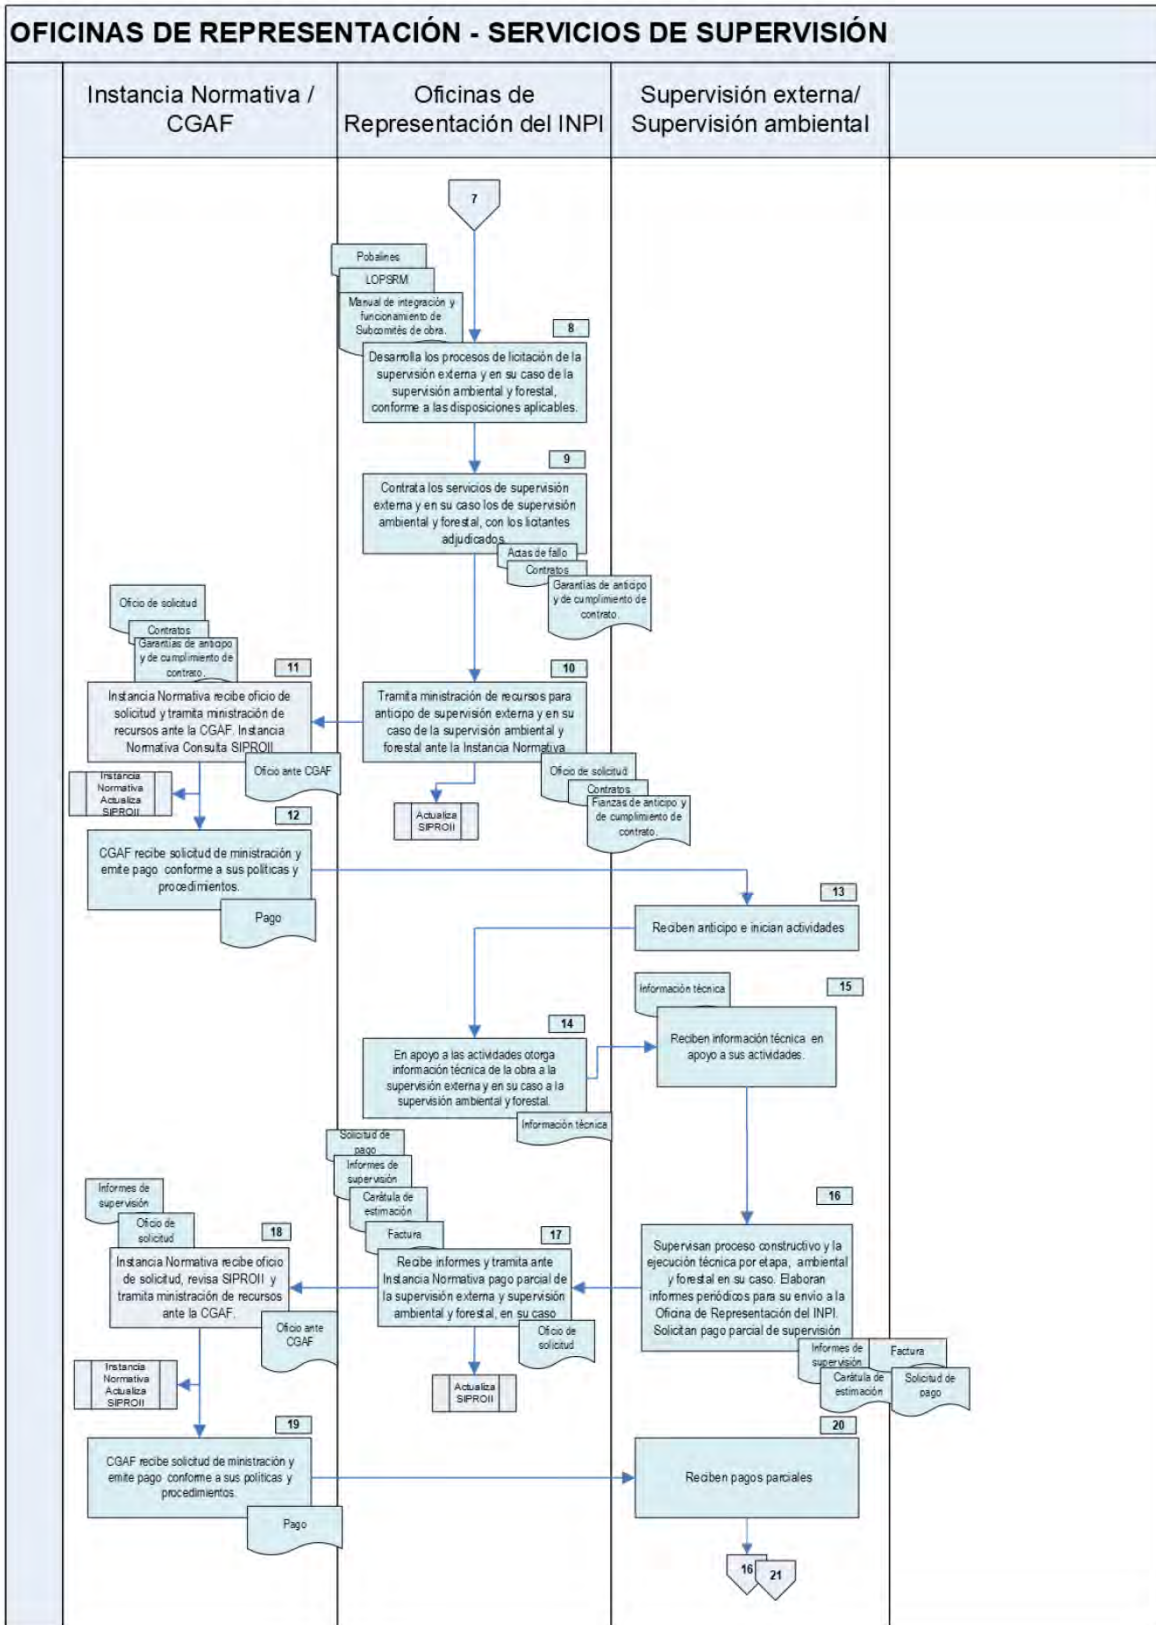 OFICINAS DE REPRESENTACIÓN - SERVICIOS DE SUPERVISIÓN
Instancia Normativa /
CGAF
Oficinas de
Representación del INPI
Supervisión externa/
Supervisión ambiental
7
Pobalines
LOPSRM
Manual de integración y
funcionamiento de
Subcomités de obra.
8
Desarrolla los procesos de licitación de la
supervisión externa y en su caso de la
supervisión ambiental y forestal,
conforme a las disposiciones aplicables.
9
Contrata los servicios de supervisión
externa y en su caso los de supervisión
ambiental y forestal, con los licitantes
adjudicados.
Actas de fallo
Contratos
Garantías de anticipo
y de cumplimiento de
contrato.
Oficio de solicitud
Contratos
Garantías de anticipo
y de cumplimiento de
contrato.
11
Instancia Normativa recibe oficio de
solicitud y tramita ministración de
recursos ante la CGAF. Instancia
Normativa Consulta SIPROII
Oficio ante CGAF
Instancia
Normativa
Actualiza
SIPROII
10
Tramita ministración de recursos para
anticipo de supervisión externa y en su
caso de la supervisión ambiental y
forestal ante la Instancia Normativa
Oficio de solicitud
Contratos
Fianzas de anticipo y
de cumplimiento de
contrato.
Actualiza
SIPROII
12
CGAF recibe solicitud de ministración y
emite pago conforme a sus políticas y
procedimientos.
Pago
13
Reciben anticipo e inician actividades
14
En apoyo a las actividades otorga
información técnica de la obra a la
supervisión externa y en su caso a la
supervisión ambiental y forestal.
Información técnica
Información técnica
15
Reciben información técnica en
apoyo a sus actividades.
16
Supervisan proceso constructivo y la
ejecución técnica por etapa, ambiental
y forestal en su caso. Elaboran
informes periódicos para su envío a la
Oficina de Representación del INPI.
Solicitan pago parcial de supervisión
Informes de
supervisión
Factura
Carátula de
estimación
Solicitud de
pago
Solicitud de
pago
Informes de
supervisión
Carátula de
estimación
Factura
17
Recibe informes y tramita ante
Instancia Normativa pago parcial de
la supervisión externa y supervisión
ambiental y forestal, en su caso
Oficio de
solicitud
Actualiza
SIPROII
Informes de
supervisión
Oficio de
solicitud
18
Instancia Normativa recibe oficio
de solicitud, revisa SIPROII y
tramita ministración de recursos
ante la CGAF.
Oficio ante
CGAF
Instancia
Normativa
Actualiza
SIPROII
19
CGAF recibe solicitud de ministración y
emite pago conforme a sus políticas y
procedimientos.
Pago
20
Reciben pagos parciales
16
21